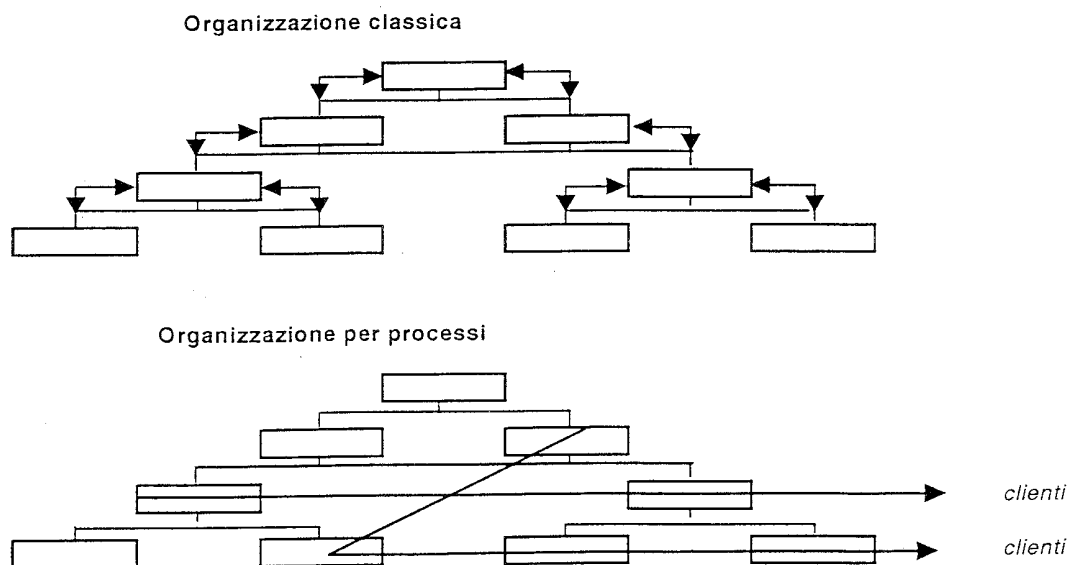 Organizzazione classica
Organizzazione per processi
clienti
clienti